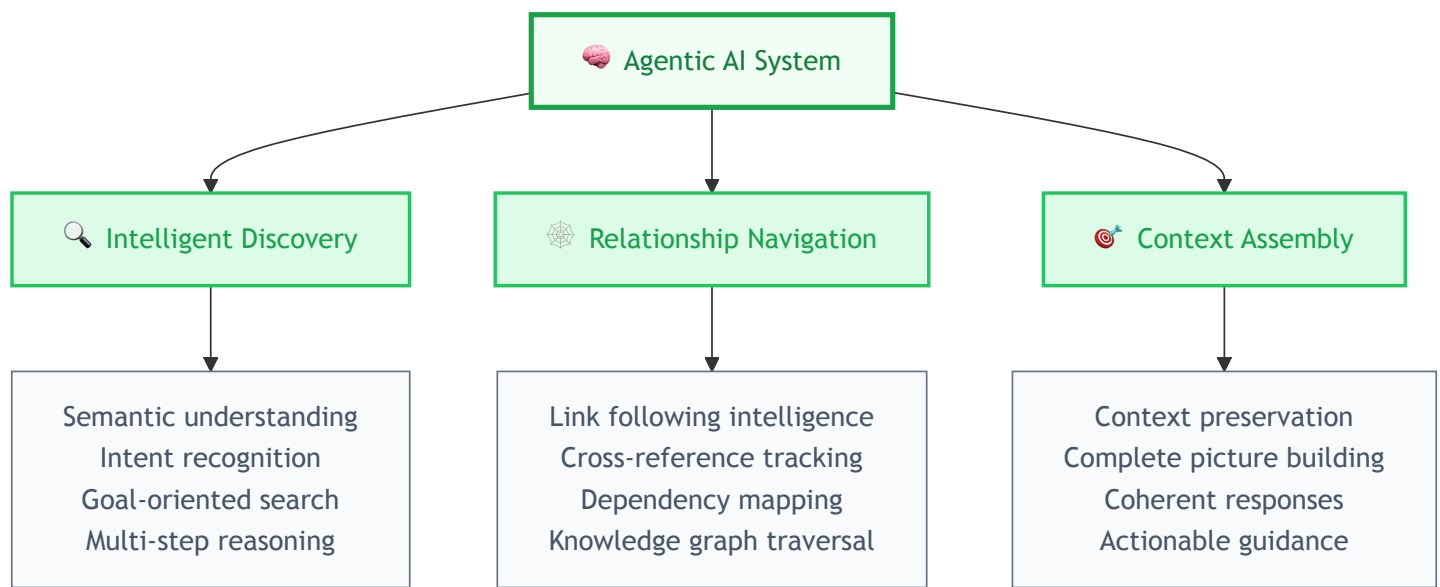 Agentic AI System
Intelligent Discovery
Relationship Navigation
Context Assembly
Semantic understanding
Intent recognition
Goal-oriented search
Multi-step reasoning
Link following intelligence
Cross-reference tracking
Dependency mapping
Knowledge graph traversal
Context preservation
Complete picture building
Coherent responses
Actionable guidance